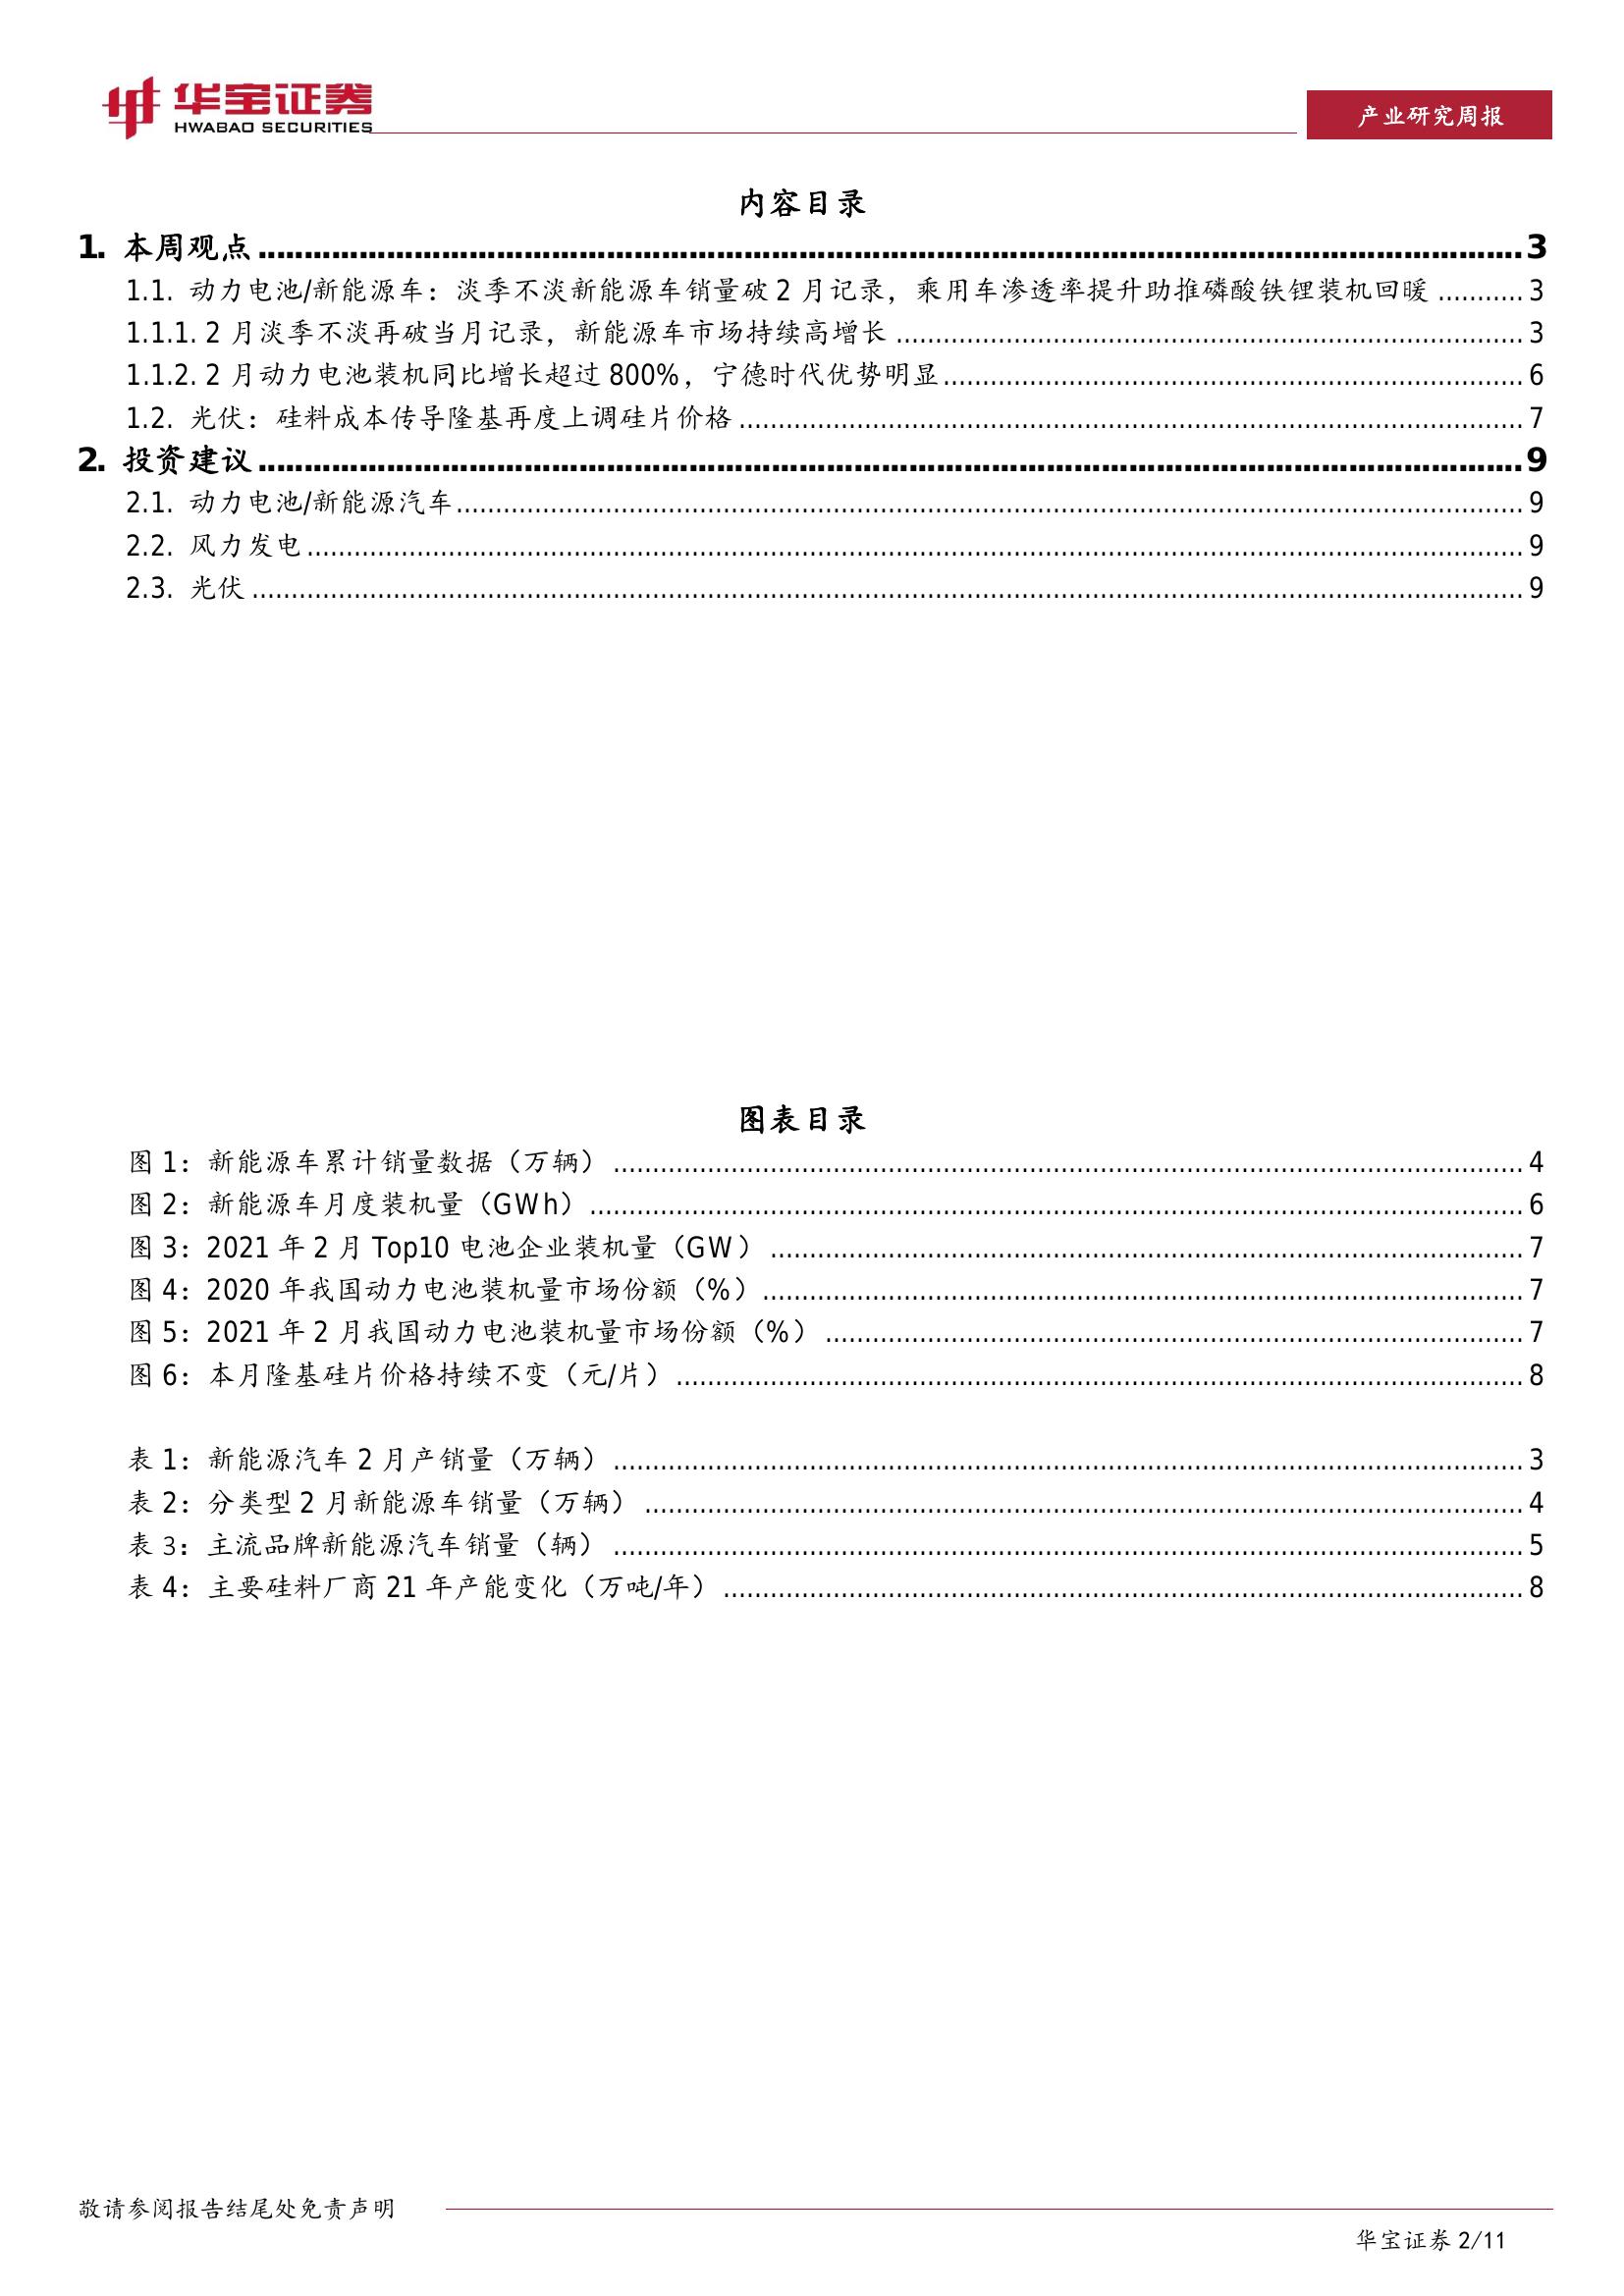 华宝证券
HWABAO SECURITIES
产业研究周报
内容目录
1. 本周观点 ........ 3
1.1. 动力电池/新能源车：淡季不淡新能源车销量破 2 月记录，乘用车渗透率提升助推磷酸铁锂装机回暖 ........ 3
1.1.1. 2 月淡季不淡再破当月记录，新能源车市场持续高增长 ........ 3
1.1.2. 2 月动力电池装机同比增长超过 800%，宁德时代优势明显 ........ 6
1.2. 光伏：硅料成本传导隆基再度上调硅片价格 ........ 7
2. 投资建议 ........ 9
2.1. 动力电池/新能源汽车 ........ 9
2.2. 风力发电 ........ 9
2.3. 光伏 ........ 9
图表目录
图 1：新能源车累计销量数据（万辆） ........ 4
图 2：新能源车月度装机量（GWh） ........ 6
图 3：2021 年 2 月 Top10 电池企业装机量（GW） ........ 7
图 4：2020 年我国动力电池装机量市场份额（%） ........ 7
图 5：2021 年 2 月我国动力电池装机量市场份额（%） ........ 7
图 6：本月隆基硅片价格持续不变（元/片） ........ 8
表 1：新能源汽车 2 月产销量（万辆） ........ 3
表 2：分类型 2 月新能源车销量（万辆） ........ 4
表 3：主流品牌新能源汽车销量（辆） ........ 5
表 4：主要硅料厂商 21 年产能变化（万吨/年） ........ 8
敬请参阅报告结尾处免责声明
华宝证券 2/11